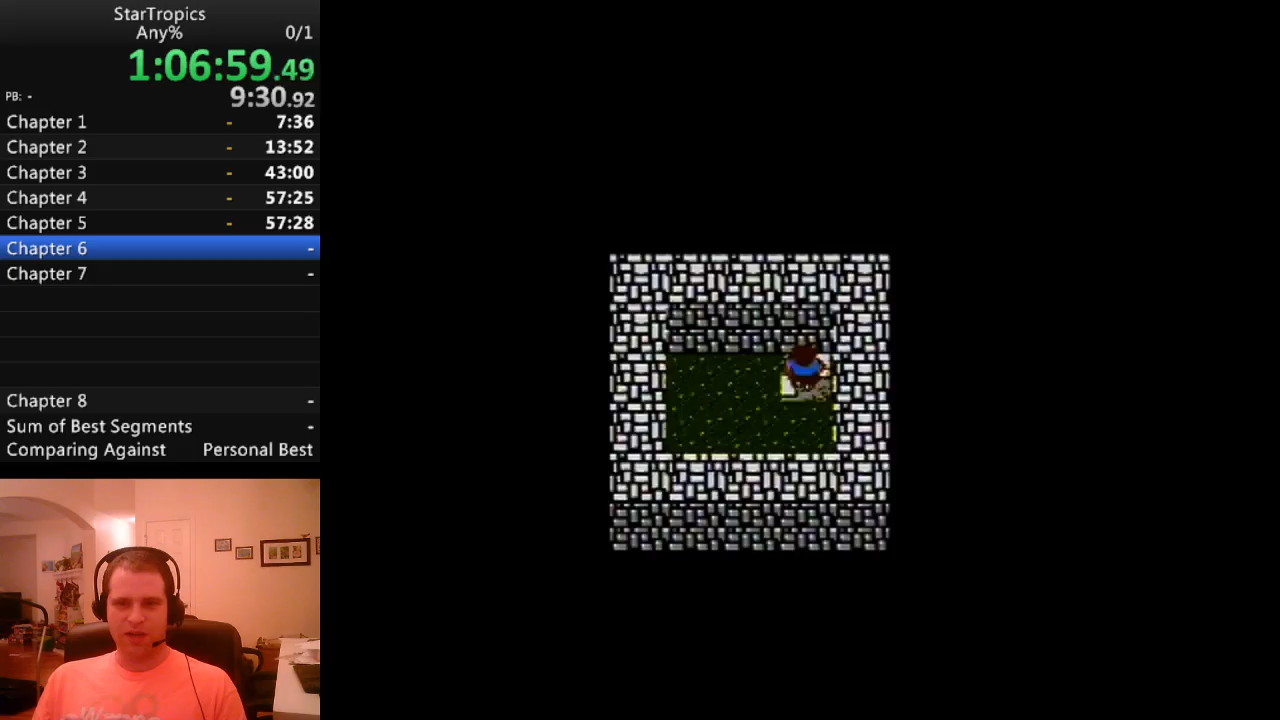 StarTropics
Any% 0/1
1:06:59.49
PB: - 9:30.92
Chapter 1 - 7:36
Chapter 2 - 13:52
Chapter 3 - 43:00
Chapter 4 - 57:25
Chapter 5 - 57:28
Chapter 6 -
Chapter 7 -
Chapter 8 -
Sum of Best Segments -
Comparing Against Personal Best